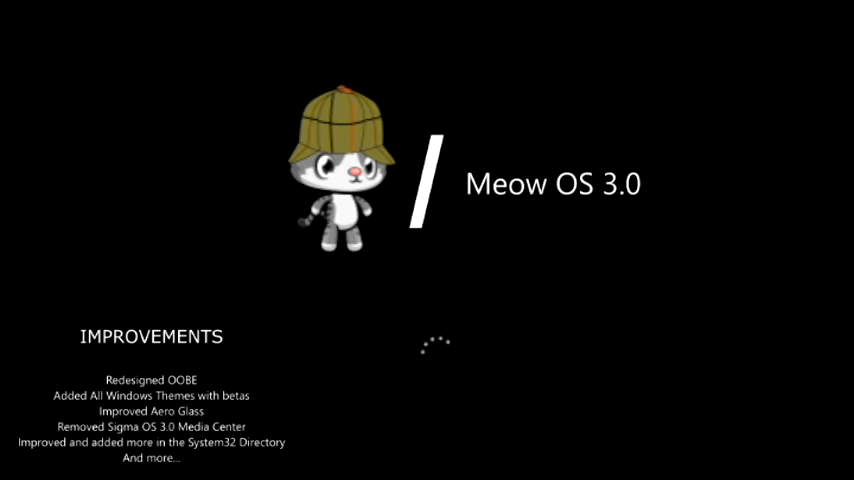 Meow OS 3.0
IMPROVEMENTS
Redesigned OOBE
Added All Windows Themes with betas
Improved Aero Glass
Removed Sigma OS 3.0 Media Center
Improved and added more in the System32 Directory
And more...